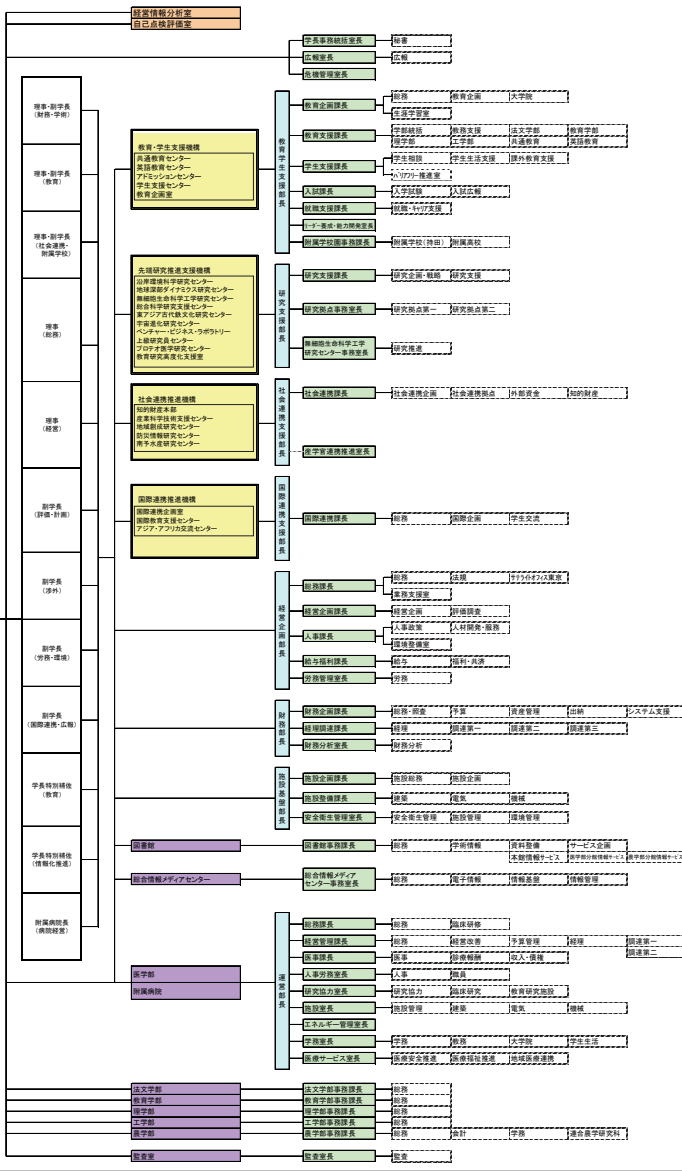 経営情報分析室
自己点検評価室
学長事務統括室長
秘書
広報室長
広報
危機管理室長
理事・副学長
(財務・学術)
理事・副学長
(教育)
理事・副学長
(社会連携・
附属学校)
理事
(総務)
理事
(経営)
副学長
(評価・計画)
副学長
(渉外)
副学長
(労務・環境)
副学長
(国際連携・広報)
学長特別補佐
(教育)
学長特別補佐
(情報化推進)
附属病院長
(病院経営)
教育・学生支援機構
共通教育センター
英語教育センター
アドミッションセンター
学生支援センター
教育企画室
教育学生支援部長
教育企画課長
総務 教育企画 大学院
生涯学習室
教育支援課長
学部統括 教務支援 法文学部 教育学部
理学部 工学部 共通教育 英語教育
学生支援課長
学生相談 学生生活支援 課外教育支援
バリアフリー推進室
入試課長
入学試験 入試広報
就職支援課長
就職・キャリア支援
リーダー養成・能力開発室長
附属学校園事務課長
附属学校(持田) 附属高校
先端研究推進支援機構
沿岸環境科学研究センター
地球深部ダイナミクス研究センター
無細胞生命科学工学研究センター
総合科学研究支援センター
東アジア古代鉄文化研究センター
宇宙進化研究センター
ベンチャー・ビジネス・ラボラトリー
上級研究員センター
プロテオ医学研究センター
教育研究高度化支援室
研究支援部長
研究支援課長
研究企画・戦略 研究支援
研究拠点事務室長
研究拠点第一 研究拠点第二
無細胞生命科学工学
研究センター事務室長
研究推進
社会連携推進機構
知的財産本部
産業科学技術支援センター
地域創成研究センター
防災情報研究センター
南予水産研究センター
社会連携支援部長
社会連携課長
社会連携企画 社会連携拠点 外部資金 知的財産
産学官連携推進室長
国際連携推進機構
国際連携企画室
国際教育支援センター
アジア・アフリカ交流センター
国際連携支援部長
国際連携課長
総務 国際企画 学生交流
経営企画部長
総務課長
総務 法規 サテライトオフィス東京
業務支援室
経営企画課長
経営企画 評価調査
人事課長
人事政策 人材開発・服務
環境整備室
給与福利課長
給与 福利・共済
労務管理室長
労務
財務部長
財務企画課長
総務・照査 予算 資産管理 出納 システム支援
経理調達課長
経理 調達第一 調達第二 調達第三
財務分析室長
財務分析
施設基盤部長
施設企画課長
施設総務 施設企画
施設整備課長
建築 電気 機械
安全衛生管理室長
安全衛生管理 施設管理 環境管理
図書館
図書館事務課長
総務 学術情報 資料整備 サービス企画
本館情報サービス 医学部分館情報サービス 農学部分館情報サービス
総合情報メディアセンター
総合情報メディア
センター事務室長
総務 電子情報 情報基盤 情報管理
医学部
附属病院
運営部長
総務課長
総務 臨床研修
経営管理課長
総務 経営改善 予算管理 経理 調達第一
調達第二
医事課長
医事 診療報酬 収入・債権
人事労務室長
人事 職員
研究協力室長
研究協力 臨床研究 教育研究施設
施設室長
施設管理 建築 電気 機械
エネルギー管理室長
学務室長
学務 教務 大学院 学生生活
医療サービス室長
医療安全推進 医療福祉推進 地域医療連携
法文学部
法文学部事務課長
総務
教育学部
教育学部事務課長
総務
理学部
理学部事務課長
総務
工学部
工学部事務課長
総務
農学部
農学部事務課長
総務 会計 学務 連合農学研究科
監査室
監査室長
監査